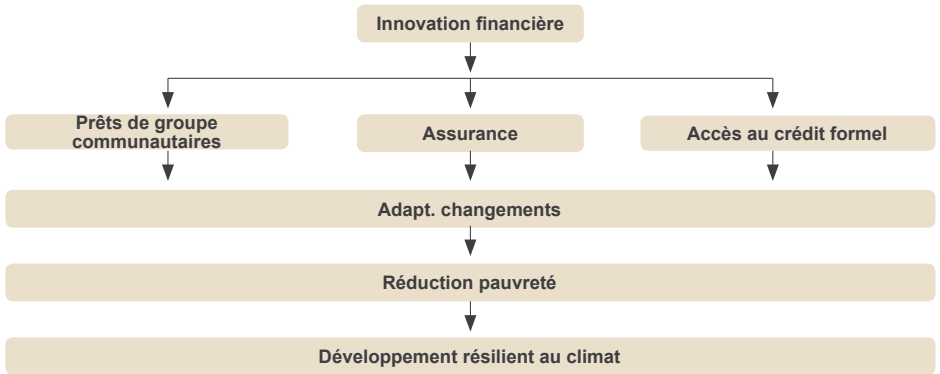 Innovation financière
Prêts de groupe
communautaires
Assurance
Accès au crédit formel
Adapt. changements
Réduction pauvreté
Développement résilient au climat